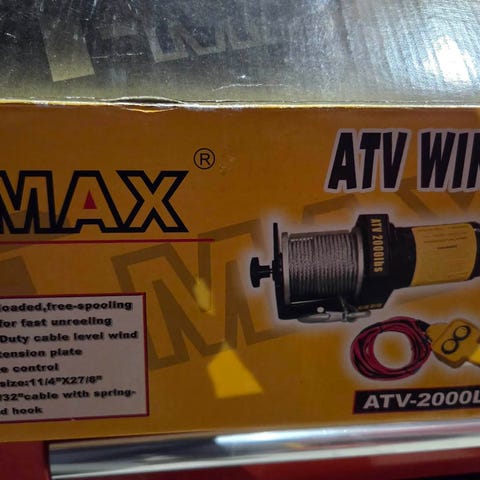 MAX®
ATV WIN
ATV 2000lbs
loaded,free-spooling
for fast unreeling
Duty cable level wind
tension plate
e control
size:11/4"X27/8"
32"cable with spring-
d hook
ATV-2000L